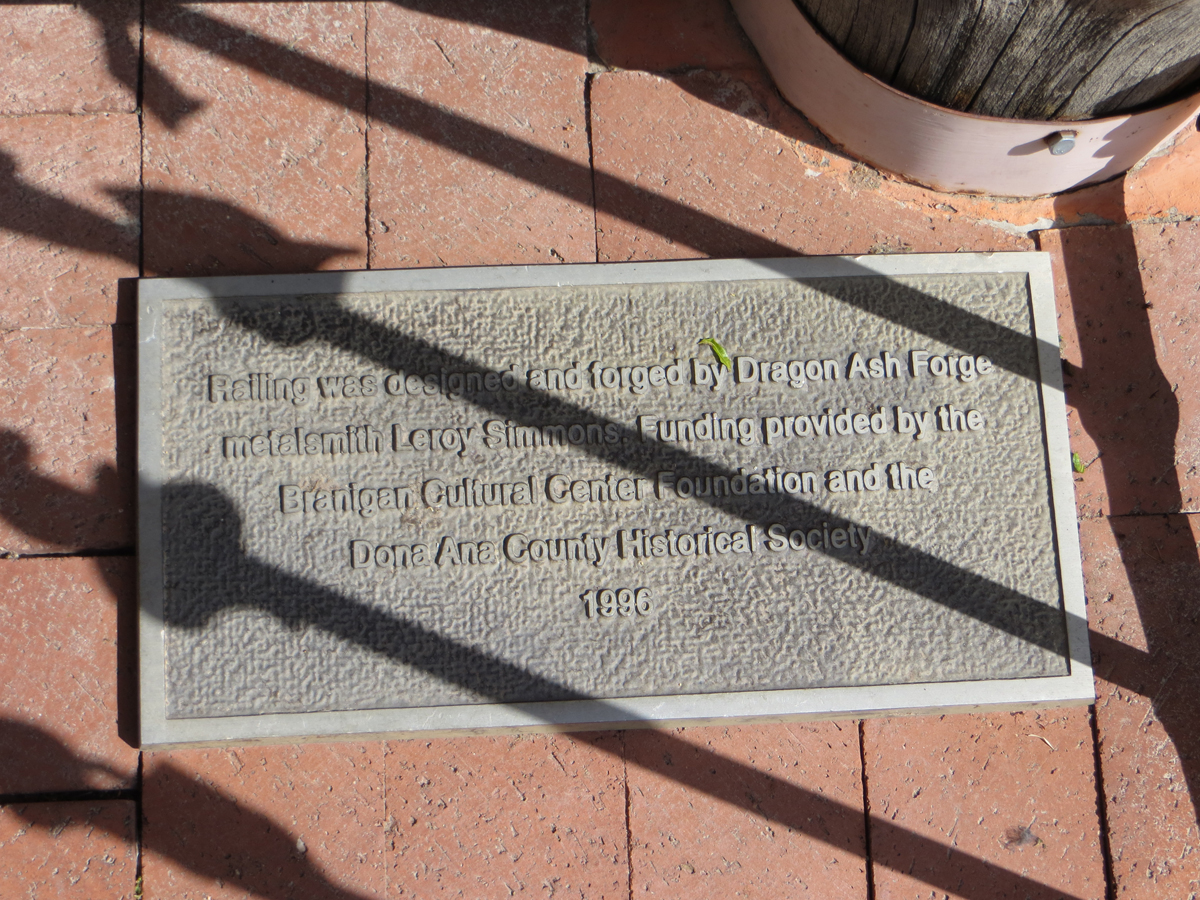 Railing was designed and forged by Dragon Ash Forge
metalsmith Leroy Simmons. Funding provided by the
Branigan Cultural Center Foundation and the
Dona Ana County Historical Society
1996